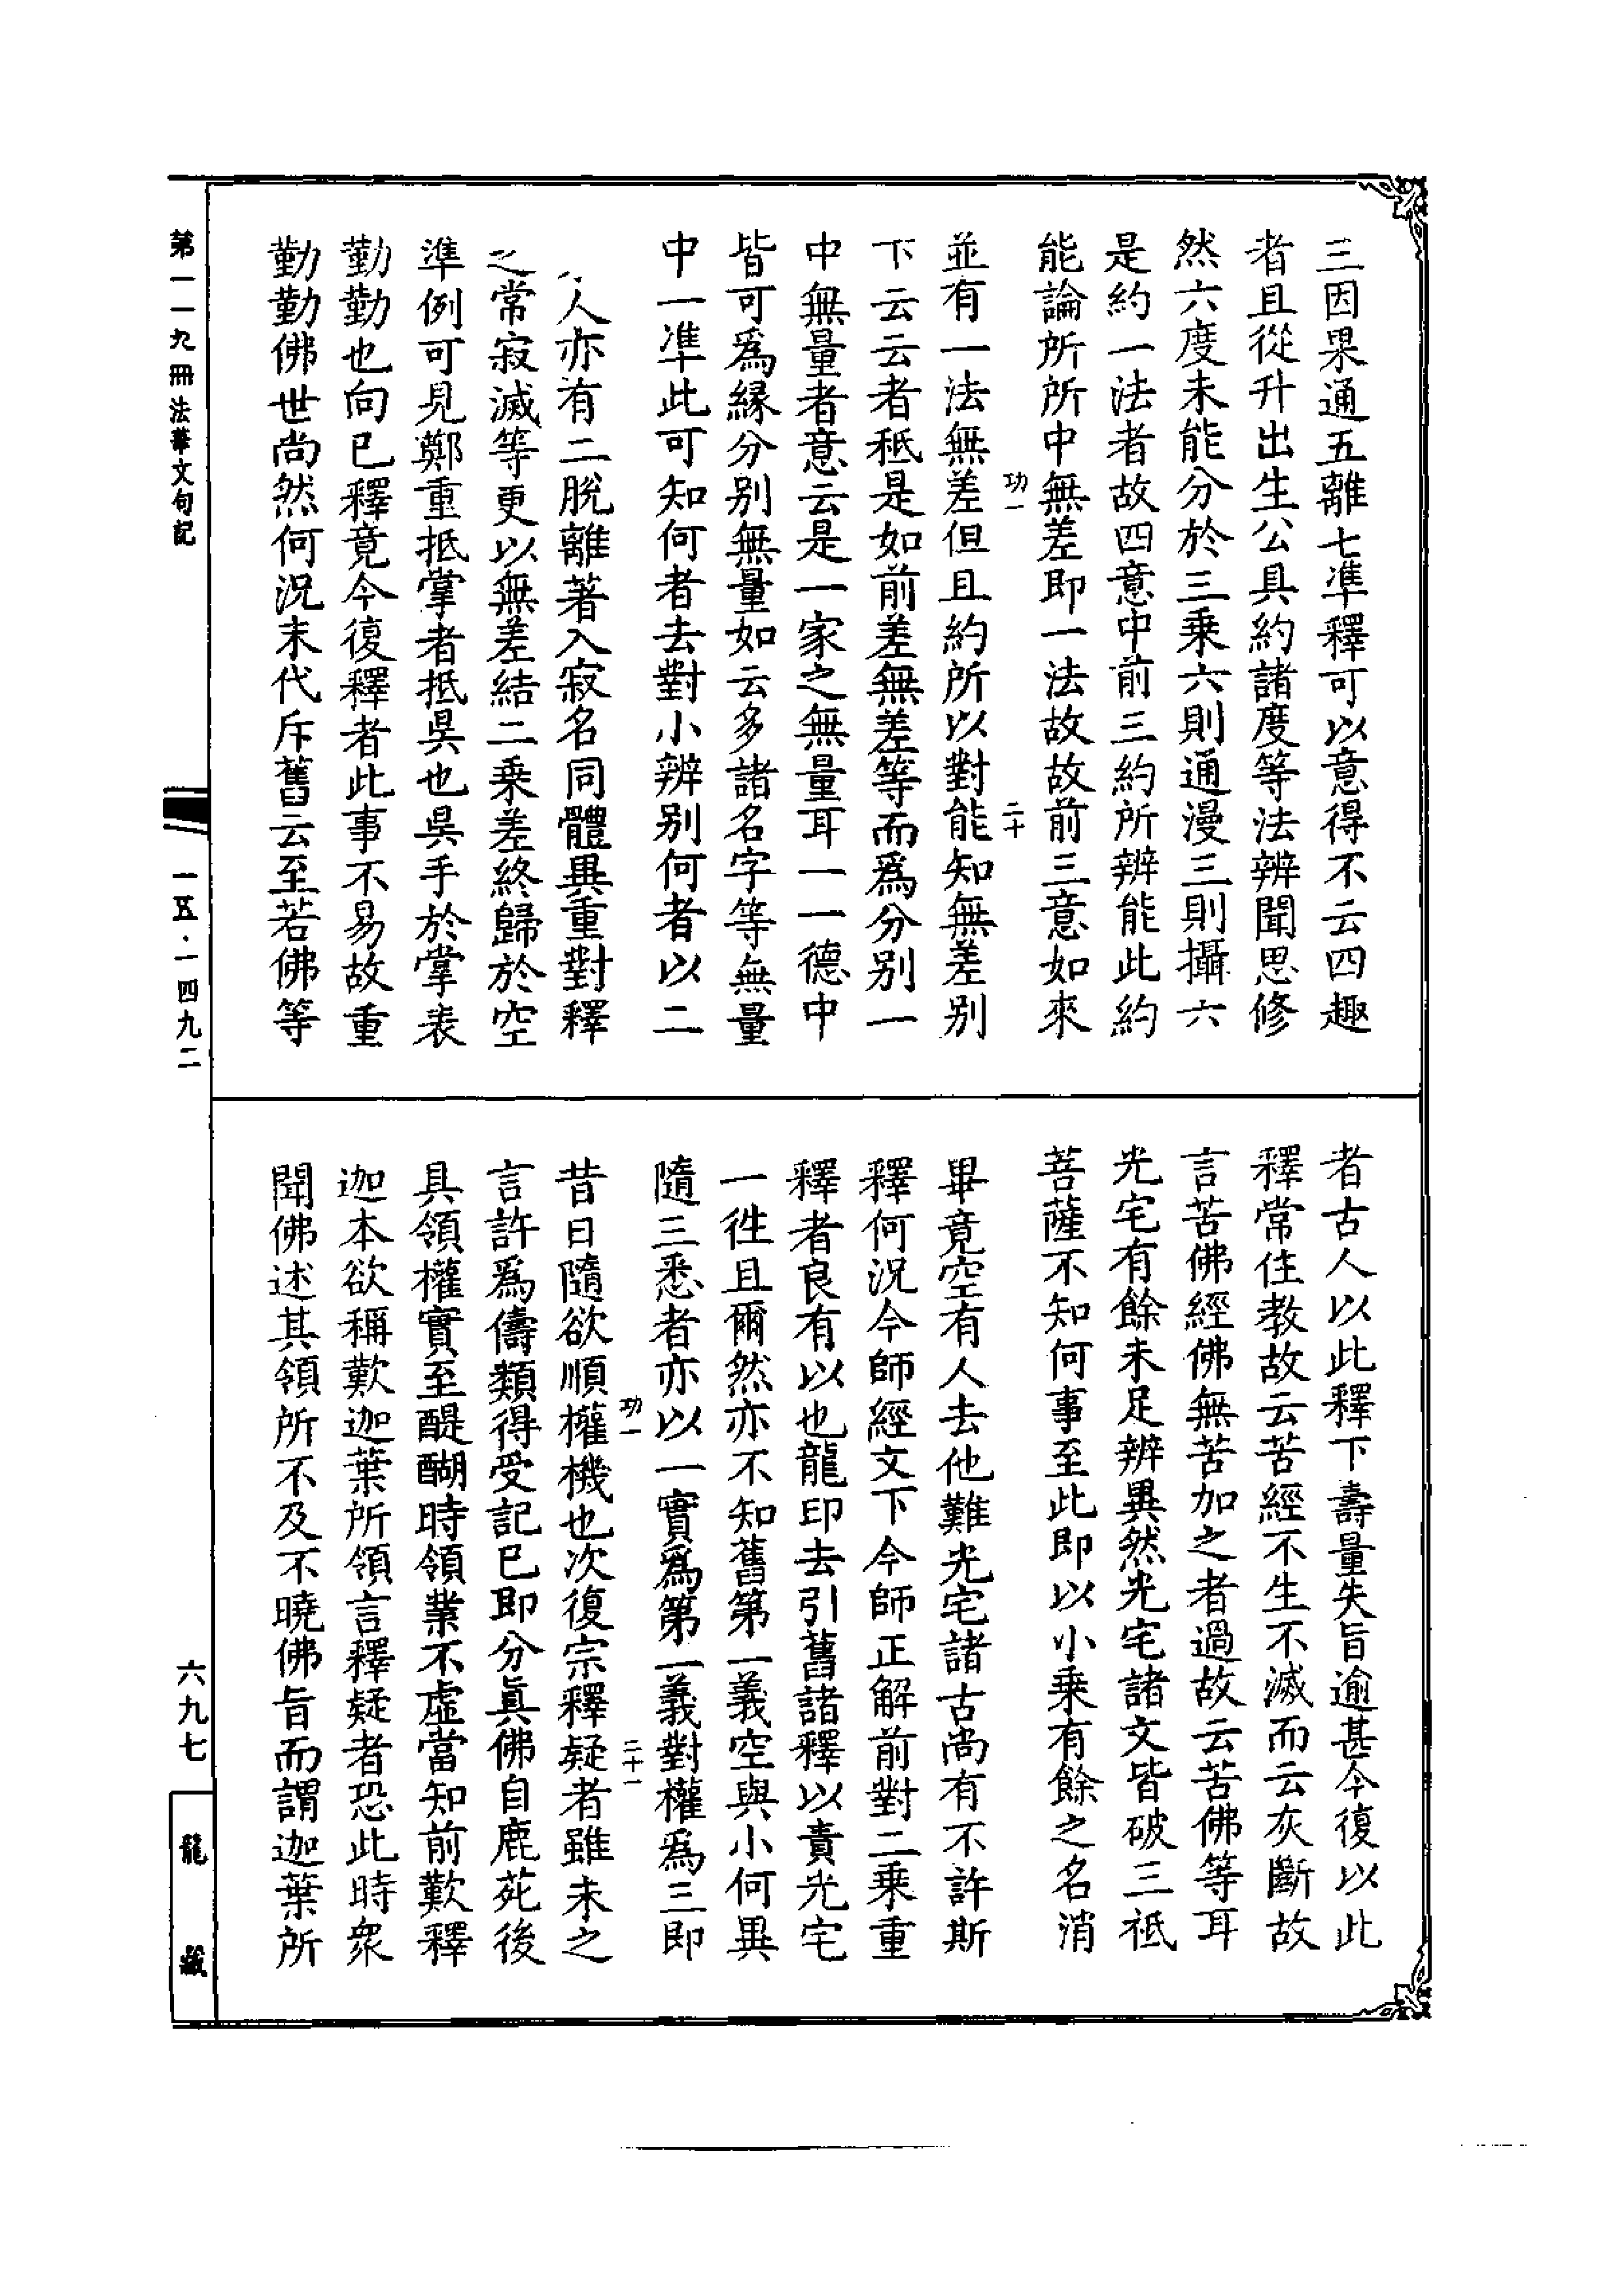 三因果通五離七準釋可以意得不云四趣
者且從升出生公具約諸度等法辨聞思修
然六度未能分於三乘六則通漫三則攝六
是約一法者故四意中前三約所辨能此約
能論所所中無差即一法故故前三意如來
功一
二十
並有一法無差但且約所以對能知無差別
下云云者秖是如前差無差等而爲分別一
中無量者意云是一家之無量耳一一德中
皆可爲緣分別無量如云多諸名字等無量
中一準此可知何者去對小辨別何者以二
人亦有二脫離著入寂名同體異重對釋
之常寂滅等更以無差結二乘差終歸於空
準例可見鄭重抵掌者抵㕦也㕦手於掌表
勤勤也向已釋竟今復釋者此事不易故重
勤勤佛世尚然何況末代斥舊云至若佛等
者古人以此釋下壽量失旨逾甚今復以此
釋常住教故云苦經不生不滅而云灰斷故
言苦佛經佛無苦加之者過故云苦佛等耳
光宅有餘未足辨異然光宅諸文皆破三祇
菩薩不知何事至此即以小乘有餘之名消
畢竟空有人去他難光宅諸古尚有不許斯
釋何況今師經文下今師正解前對二乘重
釋者良有以也龍印去引舊諸釋以責光宅
一往且爾然亦不知舊第一義空與小何異
隨三悉者亦以一實爲第一義對權爲三即
功一
二十一
昔日隨欲順權機也次復宗釋疑者雖未之
言許爲儔類得受記已即分真佛自鹿苑後
具領權實至醍醐時領業不虛當知前歎釋
迦本欲稱歎迦葉所領言釋疑者恐此時衆
聞佛述其領所不及不曉佛旨而謂迦葉所
第一一九冊 法華文句記
一五·一四九二
六九七
龍藏